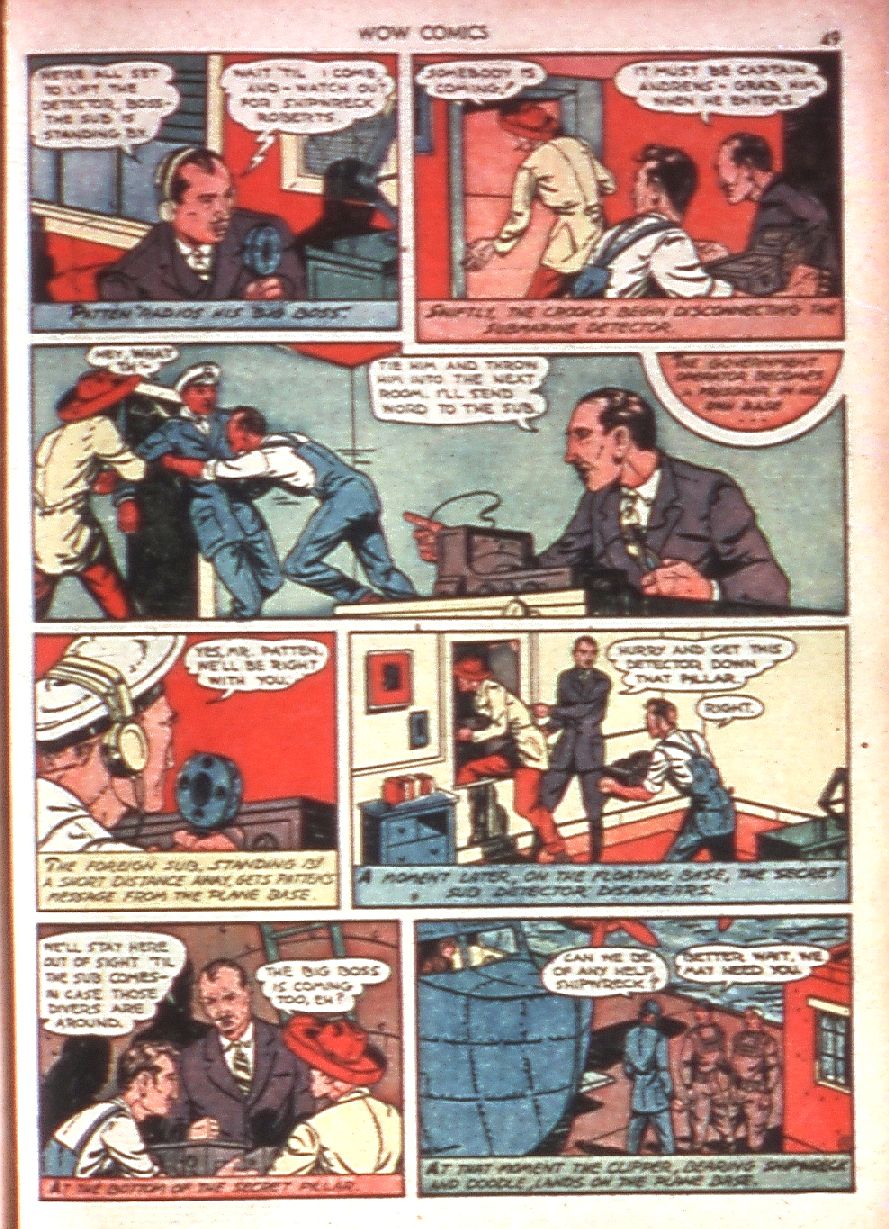 WOW COMICS
49
WE'RE ALL SET
TO LIFT THE
DETECTOR, BOSS-
THE SUB IS
STANDING BY.
WAIT 'TIL I COME,
AND-WATCH OUT
FOR SHIPWRECK
ROBERTS.
PATTEN RADIOS HIS "BIG BOSS".
SOMEBODY IS
COMING!
IT MUST BE CAPTAIN
ANDREWS - GRAB HIM
WHEN HE ENTERS.
SWIFTLY, THE CROOKS BEGIN DISCONNECTING THE
SUBMARINE DETECTOR.
HEY, WHAT
TH'-
TIE HIM AND THROW
HIM INTO THE NEXT
ROOM. I'LL SEND
WORD TO THE SUB.
THE GOVERNMENT
BECOMES
A PRISONER IN HIS
OWN BASE
YES, MR. PATTEN.
WE'LL BE RIGHT
WITH YOU.
THE FOREIGN SUB, STANDING BY
A SHORT DISTANCE AWAY, GETS PATTEN'S
MESSAGE FROM THE PLANE BASE.
HURRY AND GET THIS
DETECTOR DOWN
THAT PILLAR.
RIGHT.
A MOMENT LATER, ON THE FLOATING BASE, THE SECRET
SUB DETECTOR DISAPPEARS.
WE'LL STAY HERE
OUT OF SIGHT 'TIL
THE SUB COMES-
IN CASE THOSE
DIVERS ARE
AROUND.
THE BIG BOSS
IS COMING
TOO, EH?
AT THE BOTTOM OF THE SECRET PILLAR.
CAN WE BE
OF ANY HELP,
SHIPWRECK?
BETTER WAIT, WE
MAY NEED YOU.
AT THAT MOMENT THE CLIPPER, BEARING SHIPWRECK
AND DOODLE, LANDS ON THE PLANE BASE.